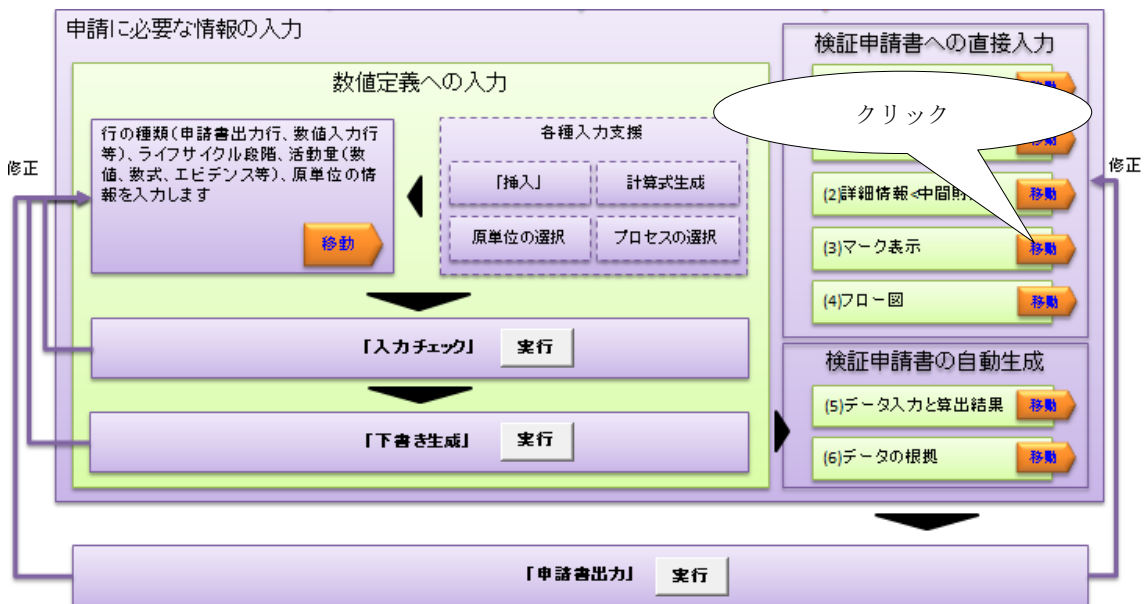 申請に必要な情報の入力
数値定義への入力
行の種類(申請書出力行、数値入力行
等)、ライフサイクル段階、活動量(数
値、数式、エビデンス等)、原単位の情
報を入力します
移動
各種入力支援
「挿入」
計算式生成
原単位の選択
プロセスの選択
「入力チェック」
実行
「下書き生成」
実行
検証申請書への直接入力
クリック
移動
移動
(2)詳細情報<中間財
移動
(3)マーク表示
移動
(4)フロー図
移動
検証申請書の自動生成
(5)データ入力と算出結果
移動
(6)データの根拠
移動
修正
修正
「申請書出力」
実行